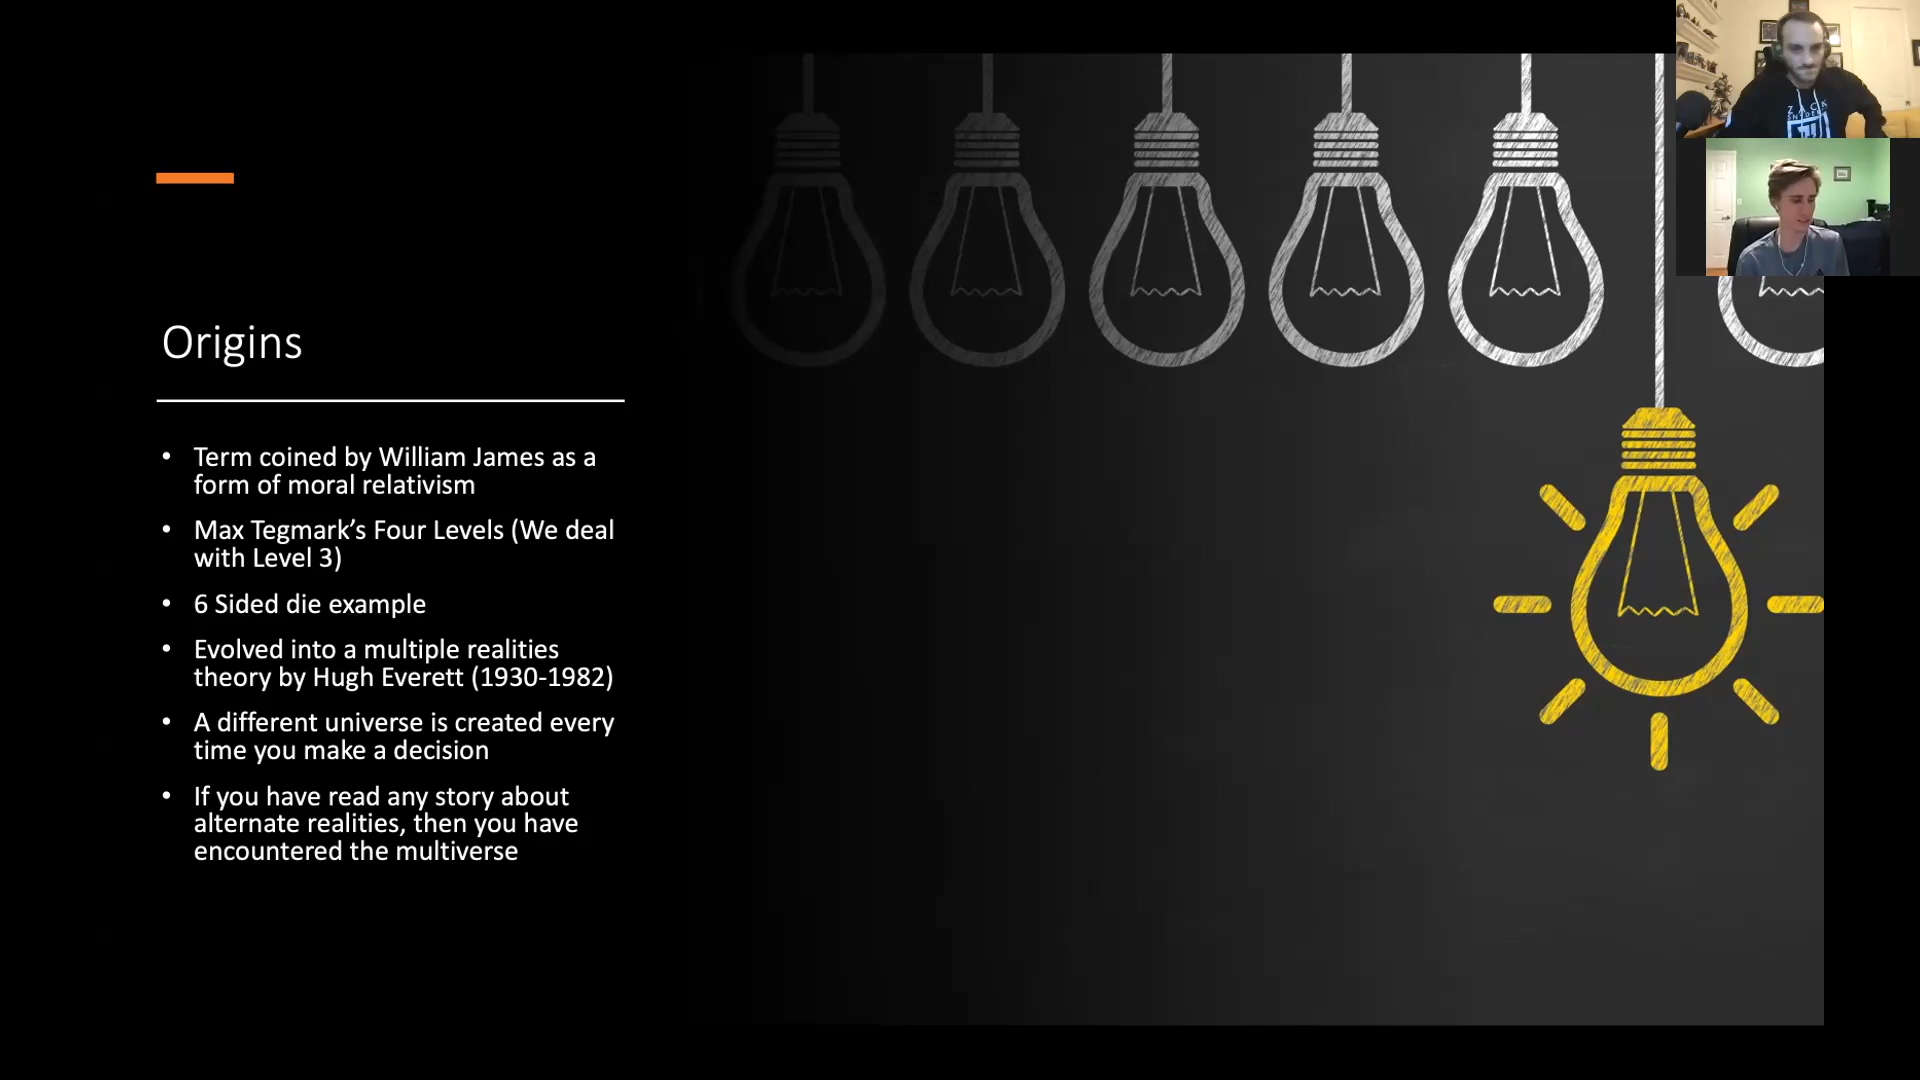 ZACK
SNYDER
Origins
• Term coined by William James as a
form of moral relativism
• Max Tegmark’s Four Levels (We deal
with Level 3)
• 6 Sided die example
• Evolved into a multiple realities
theory by Hugh Everett (1930-1982)
• A different universe is created every
time you make a decision
• If you have read any story about
alternate realities, then you have
encountered the multiverse